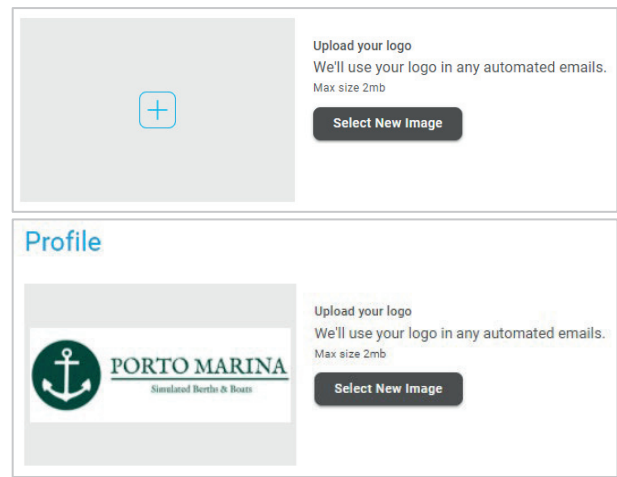 Upload your logo
We'll use your logo in any automated emails.
Max size 2mb
Select New Image
Profile
Upload your logo
We'll use your logo in any automated emails.
Max size 2mb
PORTO MARINA
Simulated Berths & Boats
Select New Image